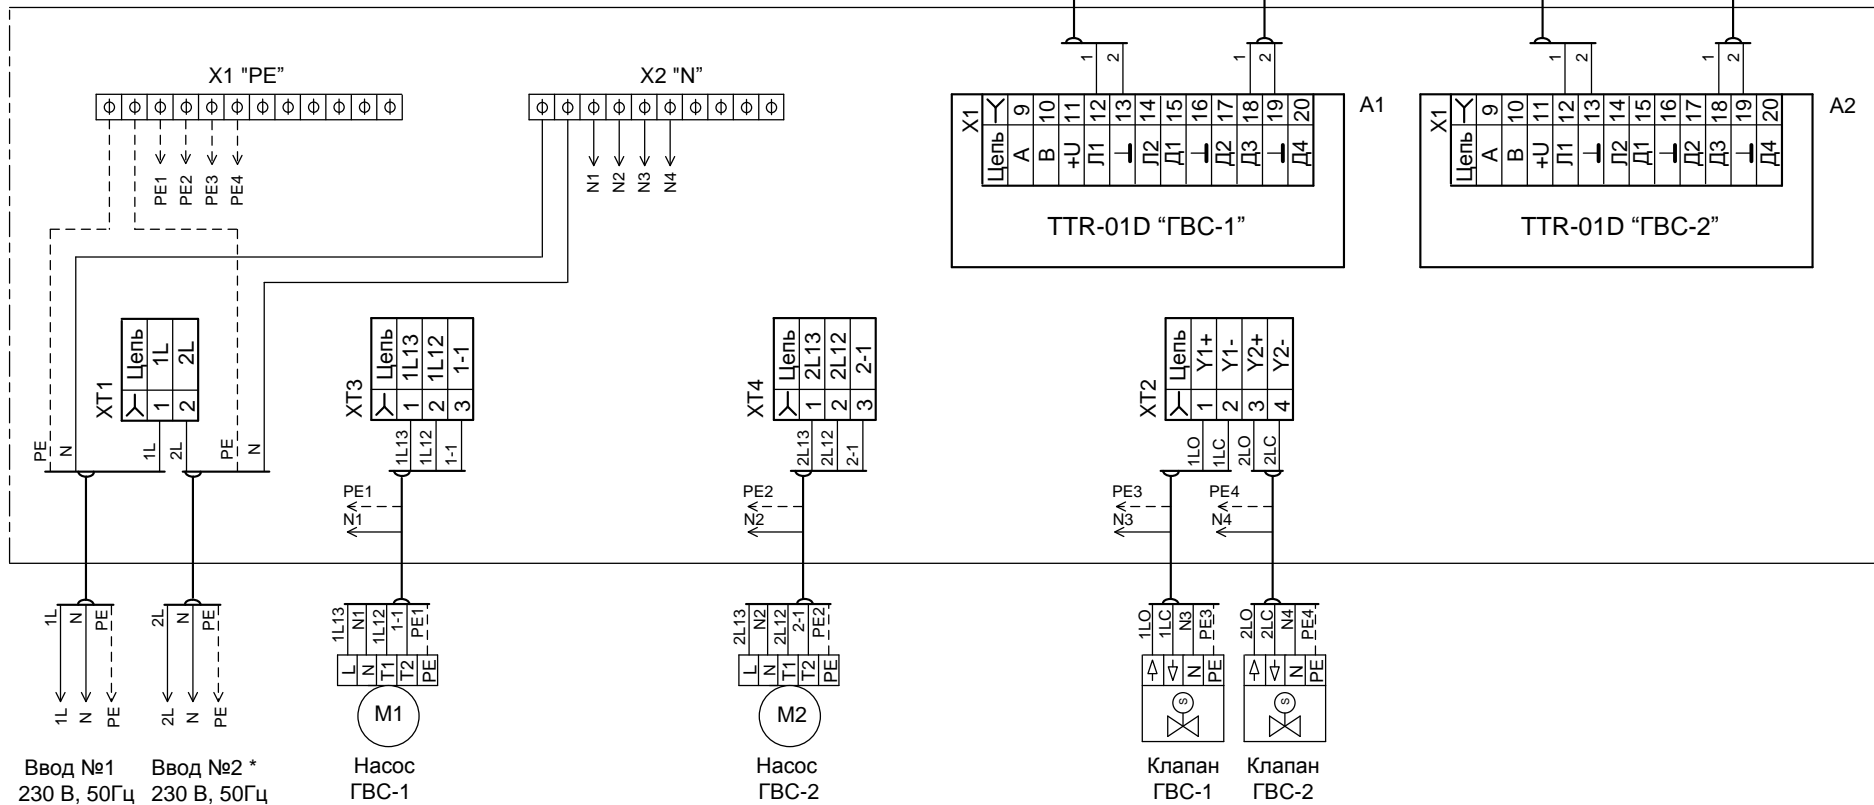 X1 "PE"
X2 "N"
1
2
1
2
1
2
1
2
X1
Цепь
9
A
10
B
11
+U
12
Л1
13
14
Л2
15
Д1
16
17
Д2
18
Д3
19
20
Д4
A1
TTR-01D "ГВС-1"
X1
Цепь
9
A
10
B
11
+U
12
Л1
13
14
Л2
15
Д1
16
17
Д2
18
Д3
19
20
Д4
A2
TTR-01D "ГВС-2"
PE1
PE2
PE3
PE4
N1
N2
N3
N4
XT1
Цепь
1L
2L
1
2
XT3
Цепь
1L13
1L12
1-1
1
2
3
XT4
Цепь
2L13
2L12
2-1
1
2
3
XT2
Цепь
Y1+
Y1-
Y2+
Y2-
1
2
3
4
PE
N
1L
2L
PE
N
1L13
1L12
1-1
2L13
2L12
2-1
1LO
1LC
2LO
2LC
PE1
N1
PE2
N2
PE3
N3
PE4
N4
1L
N
PE
2L
N
PE
1L13
N1
1L12
1-1
PE1
2L13
N2
2L12
2-1
PE2
1LO
1LC
N3
PE3
2LO
2LC
N4
PE4
L
N
T1
T2
PE
L
N
T1
T2
PE
N
PE
N
PE
1L
N
PE
2L
N
PE
M1
M2
S
S
Ввод №1
230 В, 50Гц
Ввод №2 *
230 В, 50Гц
Насос
ГВС-1
Насос
ГВС-2
Клапан
ГВС-1
Клапан
ГВС-2